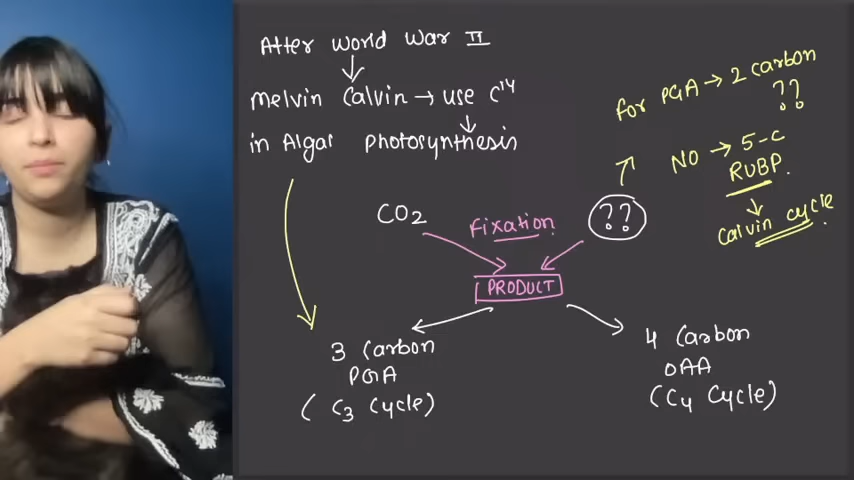 After World War II
Melvin Calvin → use C¹⁴
in Algal photosynthesis
for PGA → 2 carbon
??
NO → 5-C
RUBP.
Calvin cycle
CO₂
Fixation
??
PRODUCT
3 Carbon
PGA
( C₃ Cycle)
4 Carbon
OAA
(C₄ Cycle)